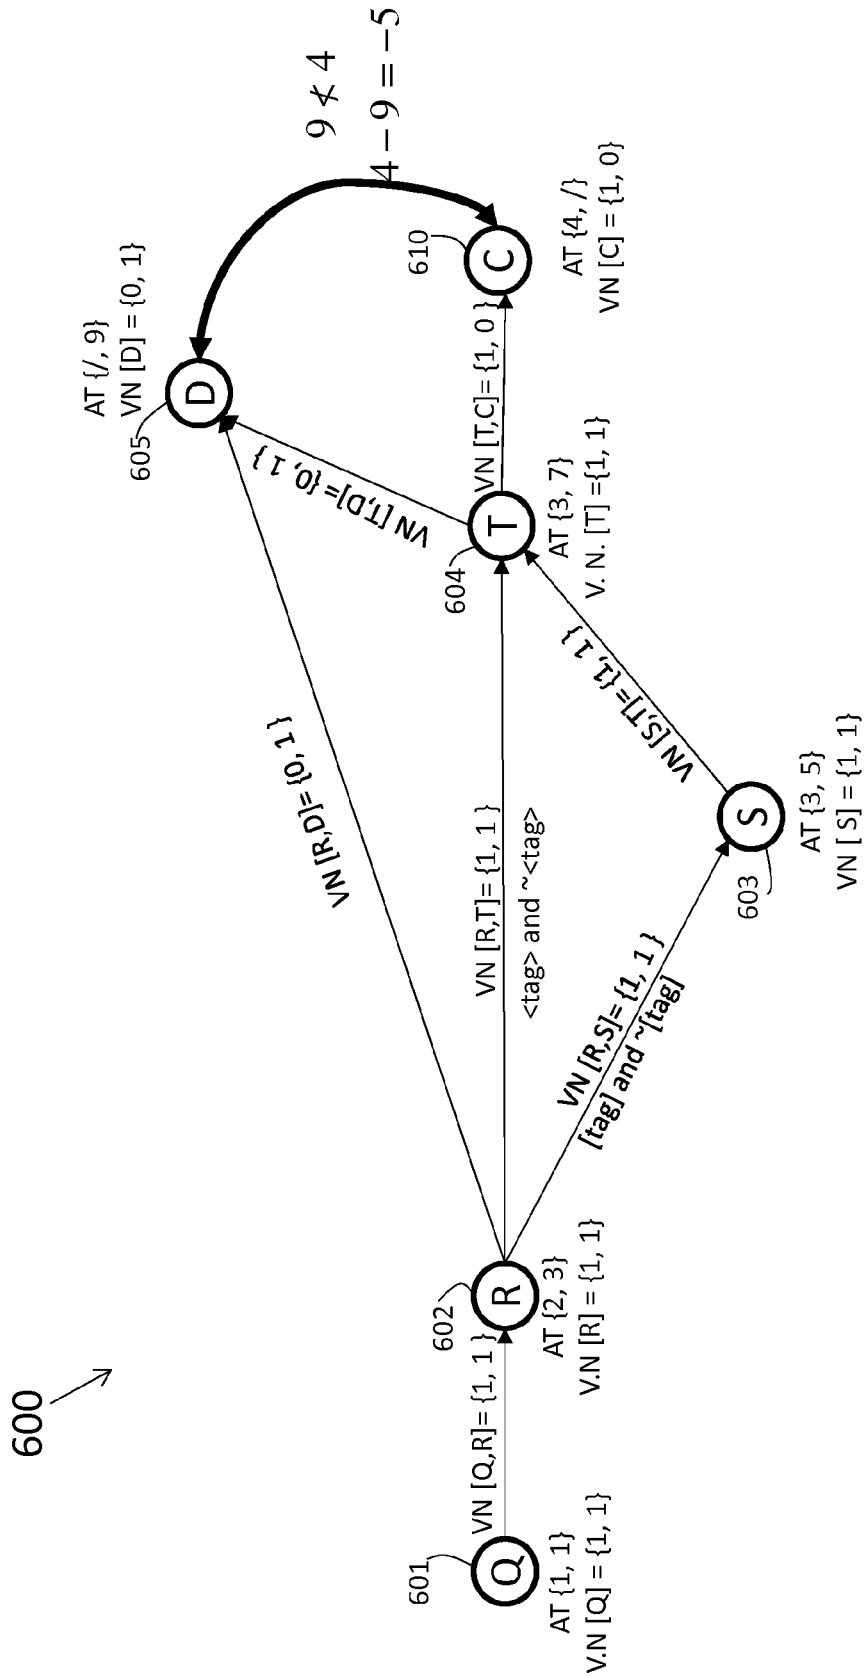 600
601
Q
AT {1, 1}
V.N [Q] = {1, 1}
VN [Q,R]= {1, 1 }
602
R
AT {2, 3}
V.N [R] = {1, 1}
VN [R,D]= {0, 1 }
VN [R,T]= {1, 1 }
<tag> and ~<tag>
VN [R,S]= {1, 1 }
[tag] and ~[tag]
603
S
AT {3, 5}
VN [ S] = {1, 1}
VN [S,T]= {1, 1 }
604
T
AT {3, 7}
V. N. [T] ={1, 1}
VN [T,D]= {0, 1 }
VN [T,C]= {1, 0 }
AT {/, 9}
VN [D] = {0, 1}
605
D
610
C
AT {4, /}
VN [C] = {1, 0}
9 ≮ 4
4 − 9 = −5